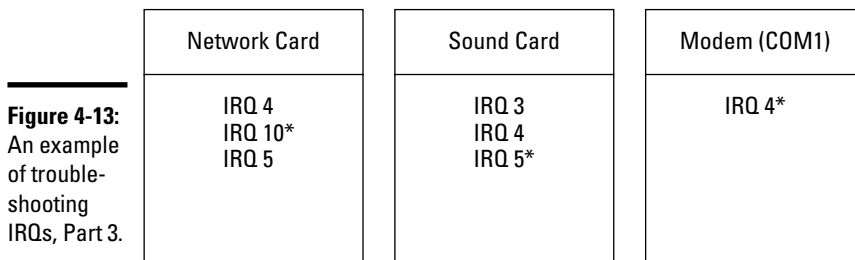 Figure 4-13:
An example
of trouble-
shooting
IRQs, Part 3.
Network Card
IRQ 4
IRQ 10*
IRQ 5
Sound Card
IRQ 3
IRQ 4
IRQ 5*
Modem (COM1)
IRQ 4*